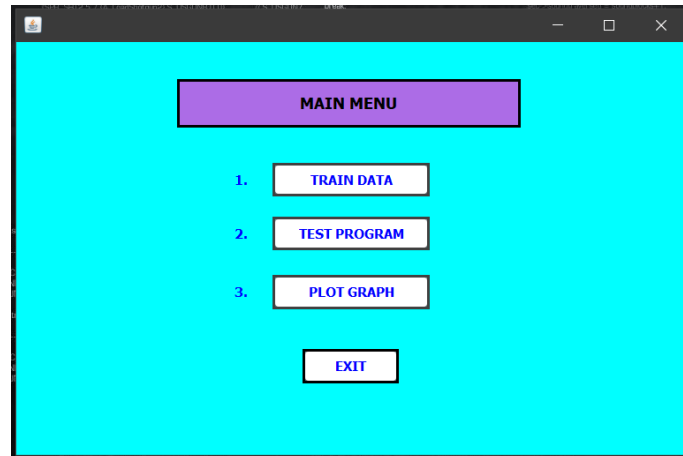 MAIN MENU
1. TRAIN DATA
2. TEST PROGRAM
3. PLOT GRAPH
EXIT